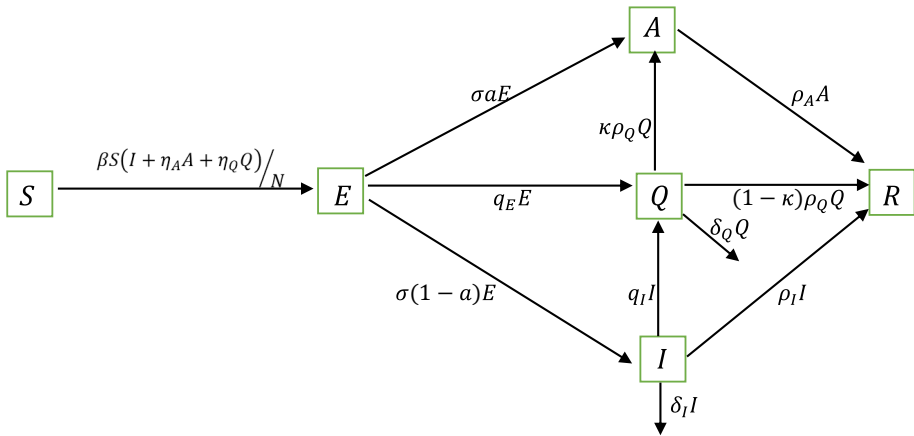 A
σaE
ρ_A A
κρ_Q Q
βS(I + η_A A + η_Q Q)/N
S
E
q_E E
Q
(1 − κ)ρ_Q Q
R
δ_Q Q
σ(1 − a)E
q_I I
ρ_I I
I
δ_I I